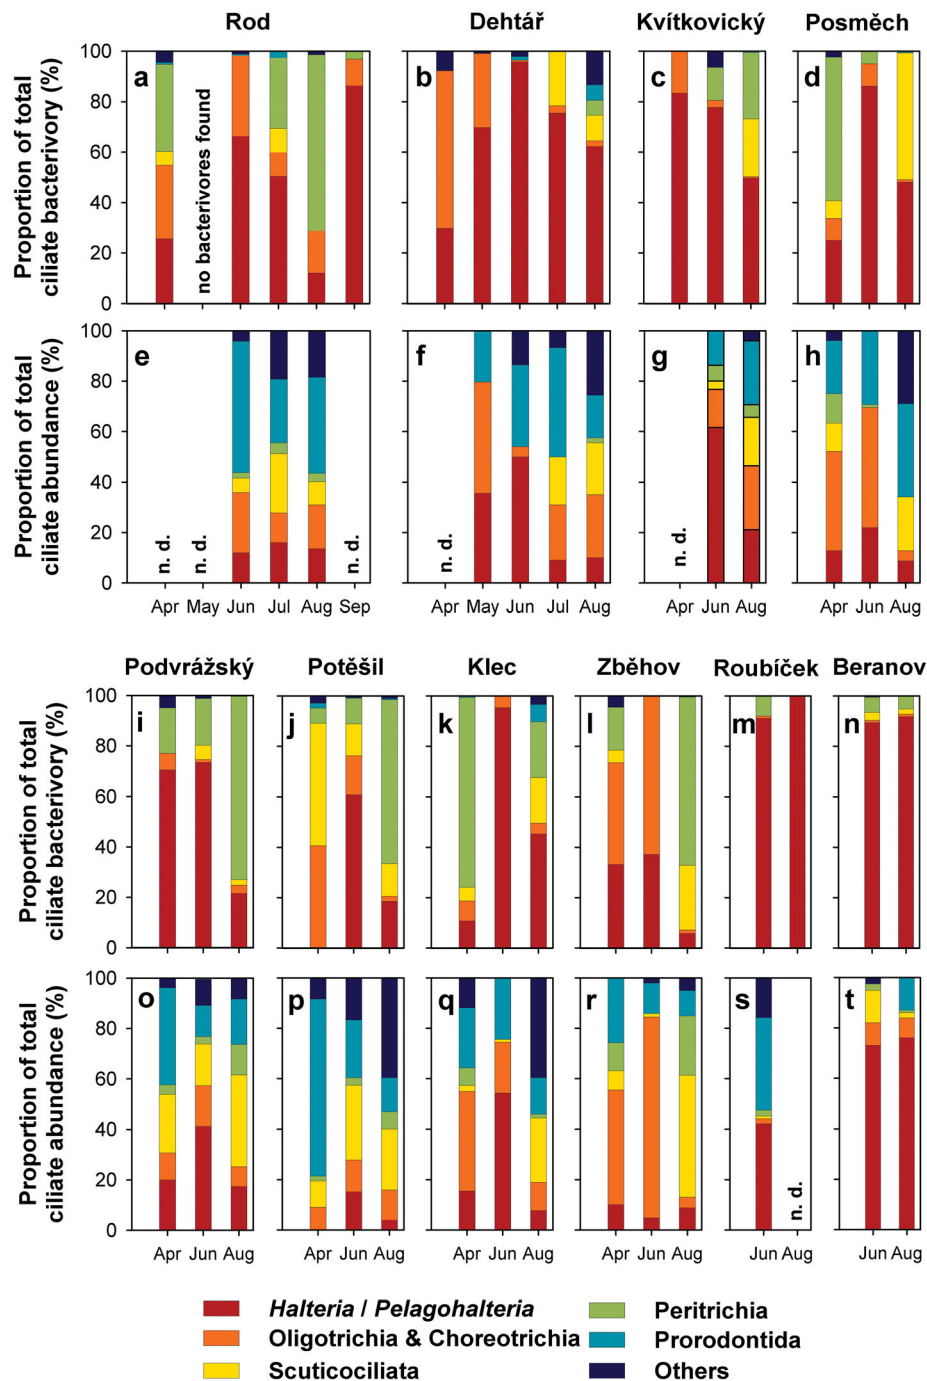 Rod Dehtář Kvítkovický Posměch
Proportion of total
ciliate bacterivory (%)
100
80
60
40
20
0
a
no bacterivores found
b
c
d
Proportion of total
ciliate abundance (%)
100
80
60
40
20
0
e
n. d.
n. d.
n. d.
f
n. d.
g
n. d.
h
Apr May Jun Jul Aug Sep
Apr May Jun Jul Aug
Apr Jun Aug
Apr Jun Aug
Podvrážský Potěšil Klec Zběhov Roubíček Beranov
Proportion of total
ciliate bacterivory (%)
100
80
60
40
20
0
i
j
k
l
m
n
Proportion of total
ciliate abundance (%)
100
80
60
40
20
0
o
p
q
r
s
n. d.
t
Apr Jun Aug
Apr Jun Aug
Apr Jun Aug
Apr Jun Aug
Jun Aug
Jun Aug
Halteria / Pelagohalteria
Oligotrichia & Choreotrichia
Scuticociliata
Peritrichia
Prorodontida
Others